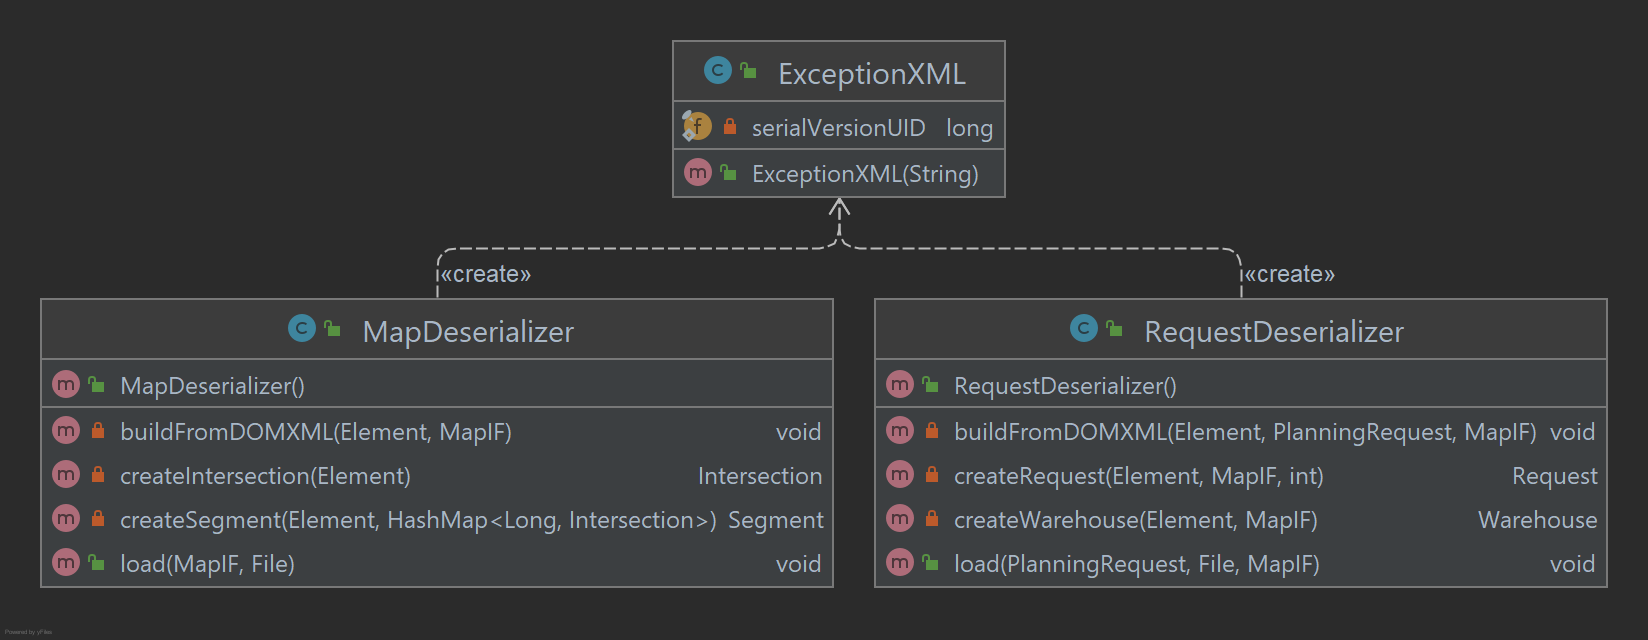 C ExceptionXML
f serialVersionUID long
m ExceptionXML(String)
«create» «create»
C MapDeserializer
m MapDeserializer()
m buildFromDOMXML(Element, MapIF) void
m createIntersection(Element) Intersection
m createSegment(Element, HashMap<Long, Intersection>) Segment
m load(MapIF, File) void
C RequestDeserializer
m RequestDeserializer()
m buildFromDOMXML(Element, PlanningRequest, MapIF) void
m createRequest(Element, MapIF, int) Request
m createWarehouse(Element, MapIF) Warehouse
m load(PlanningRequest, File, MapIF) void
Powered by yFiles